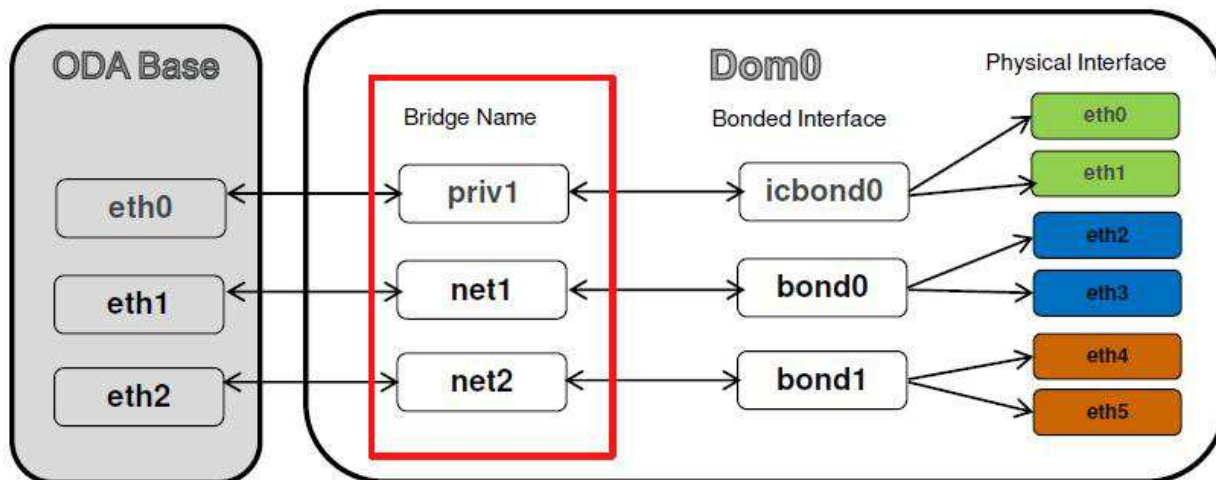 ODA Base
Dom0
Physical Interface
Bridge Name
Bonded Interface
eth0
eth1
eth0
priv1
icbond0
eth2
eth1
net1
bond0
eth3
eth2
net2
bond1
eth4
eth5